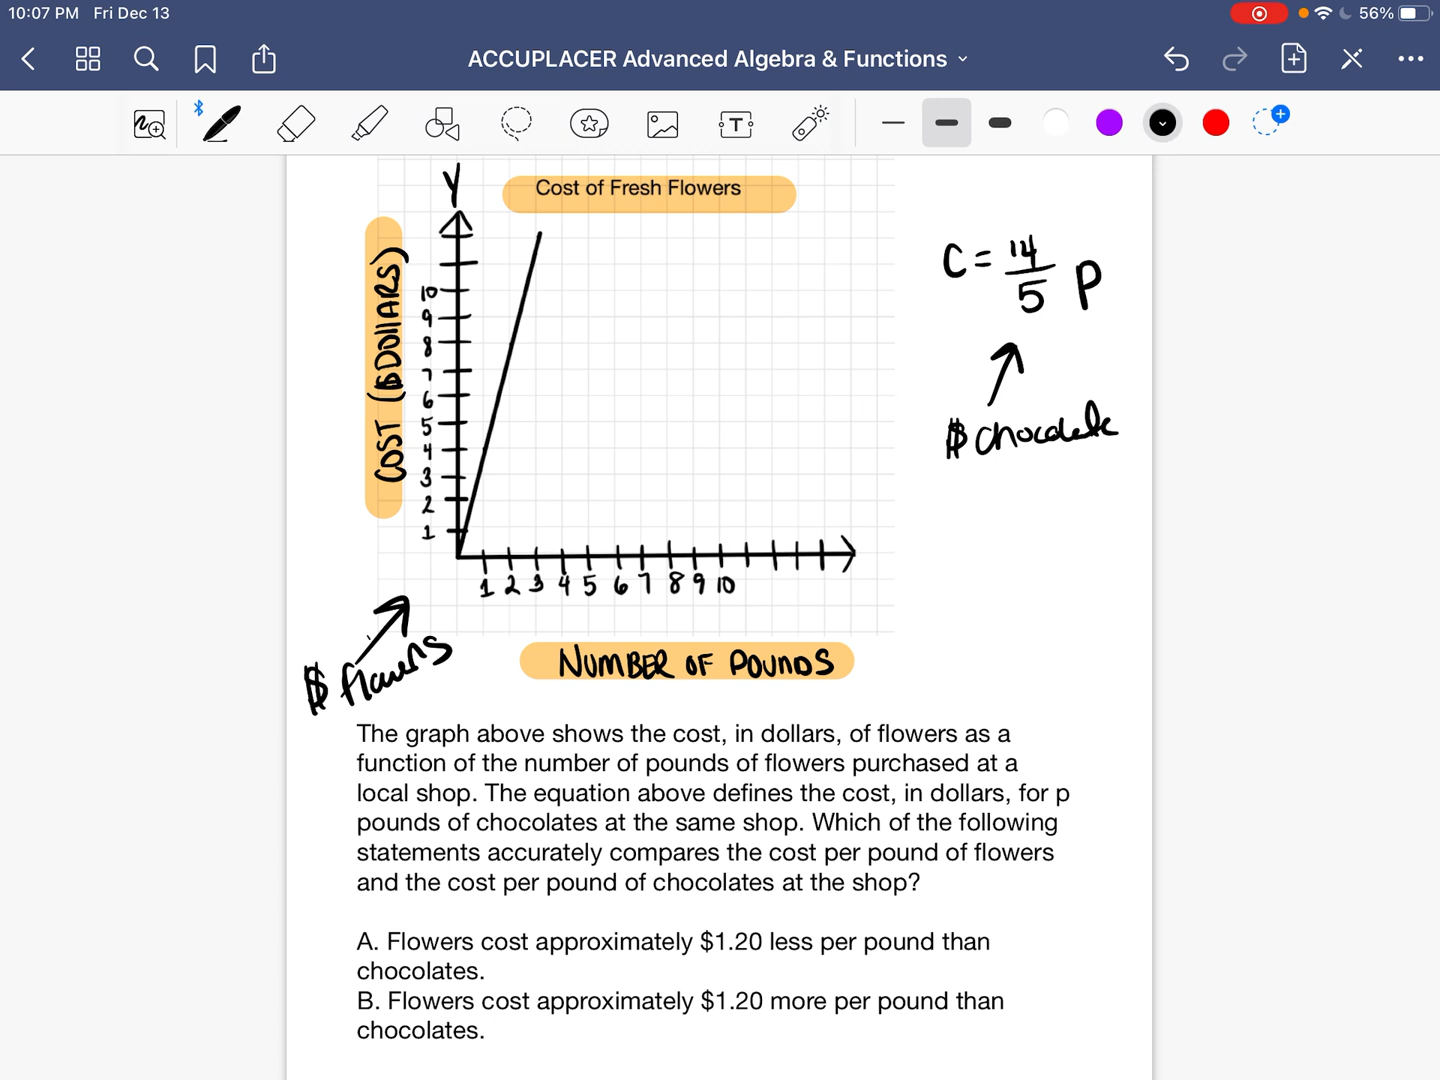 10:07 PM Fri Dec 13
56%
ACCUPLACER Advanced Algebra & Functions
T
Y
Cost of Fresh Flowers
COST ($DOllARS)
10
9
8
7
6
5
4
3
2
1
1 2 3 4 5 6 7 8 9 10
NUMBER OF POUNDS
C = 14/5 P
$ chocolate
$ flowers
The graph above shows the cost, in dollars, of flowers as a
function of the number of pounds of flowers purchased at a
local shop. The equation above defines the cost, in dollars, for p
pounds of chocolates at the same shop. Which of the following
statements accurately compares the cost per pound of flowers
and the cost per pound of chocolates at the shop?
A. Flowers cost approximately $1.20 less per pound than
chocolates.
B. Flowers cost approximately $1.20 more per pound than
chocolates.